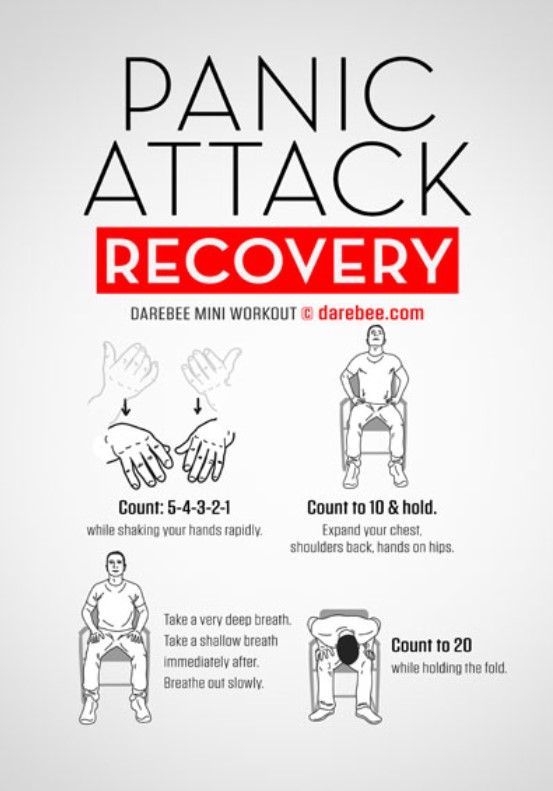 PANIC
ATTACK
RECOVERY
DAREBEE MINI WORKOUT © darebee.com
Count: 5-4-3-2-1
while shaking your hands rapidly.
Count to 10 & hold.
Expand your chest,
shoulders back, hands on hips.
Take a very deep breath.
Take a shallow breath
immediately after.
Breathe out slowly.
Count to 20
while holding the fold.